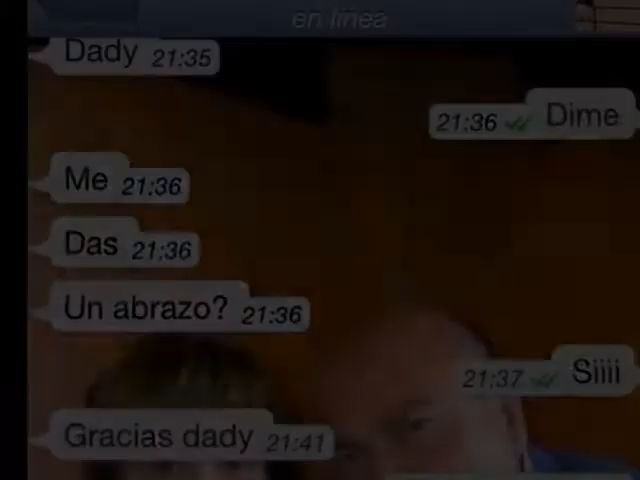 en línea
Dady 21:35
21:36 Dime
Me 21:36
Das 21:36
Un abrazo? 21:36
21:37 Siiii
Gracias dady 21:41